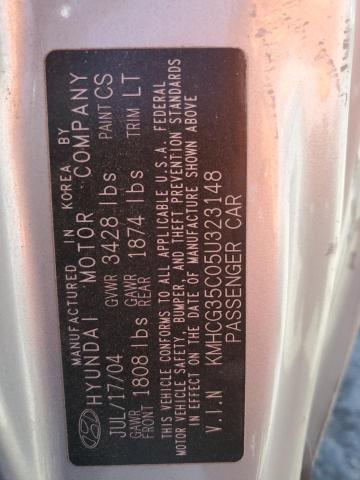 MANUFACTURED IN KOREA BY
HYUNDAI MOTOR COMPANY
JUL/17/04 GVWR 3428 lbs PAINT CS
GAWR FRONT 1808 lbs GAWR REAR 1874 lbs TRIM LT
THIS VEHICLE CONFORMS TO ALL APPLICABLE U.S.A. FEDERAL
MOTOR VEHICLE SAFETY, BUMPER, AND THEFT PREVENTION STANDARDS
IN EFFECT ON THE DATE OF MANUFACTURE SHOWN ABOVE
V.I.N KMHCG35C05U323148
PASSENGER CAR